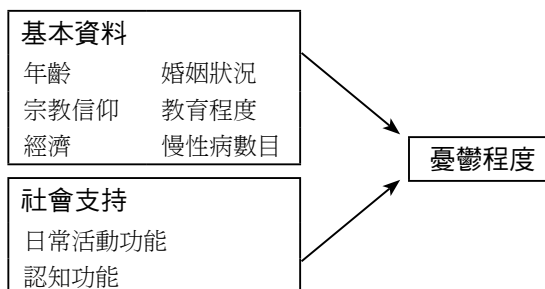 基本資料
年齡 婚姻狀況
宗教信仰 教育程度
經濟 慢性病數目
憂鬱程度
社會支持
日常活動功能
認知功能